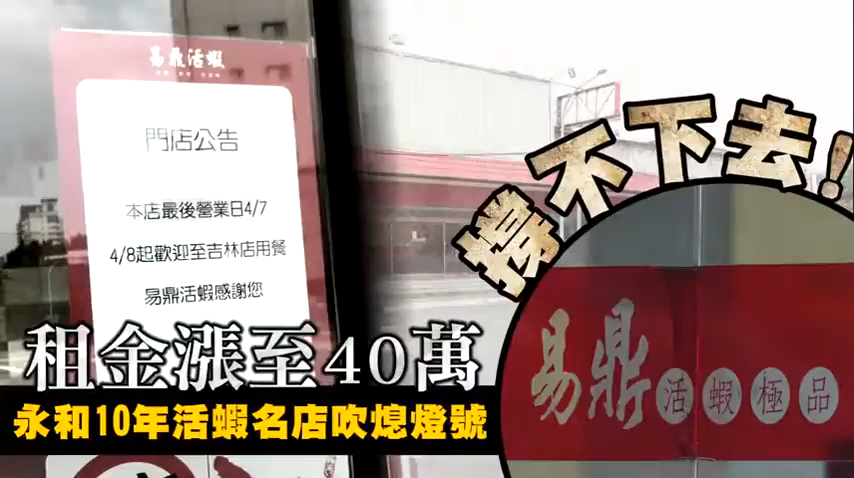 易鼎活蝦
門店公告
本店最後營業日4/7
4/8起歡迎至吉林店用餐
易鼎活蝦感謝您
撐不下去!
易鼎活蝦極品
租金漲至40萬
永和10年活蝦名店吹熄燈號